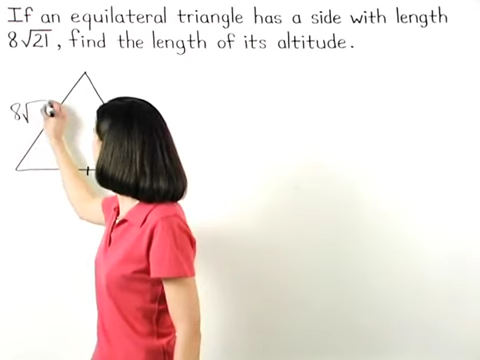 If an equilateral triangle has a side with length
8√21, find the length of its altitude.
8√